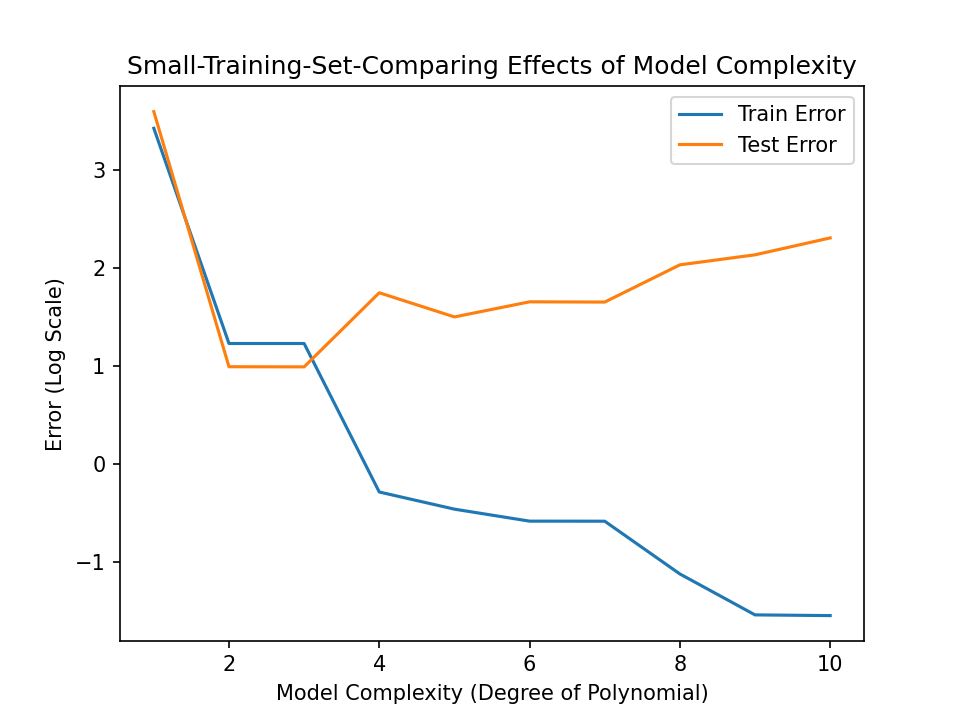 Small-Training-Set-Comparing Effects of Model Complexity
Train Error
Test Error
3
2
1
0
−1
Error (Log Scale)
2 4 6 8 10
Model Complexity (Degree of Polynomial)